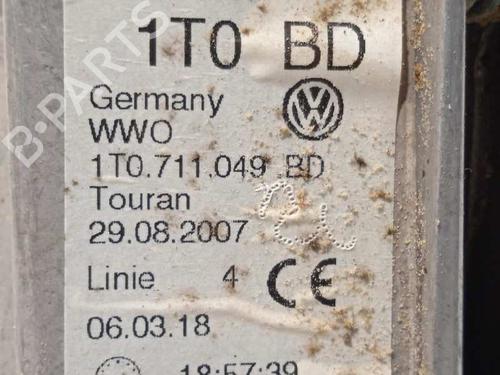 1T0 BD
Germany
WWO
1T0.711.049 BD
Touran
29.08.2007
Linie 4 CE
06.03.18
18:57:39
B-PARTS